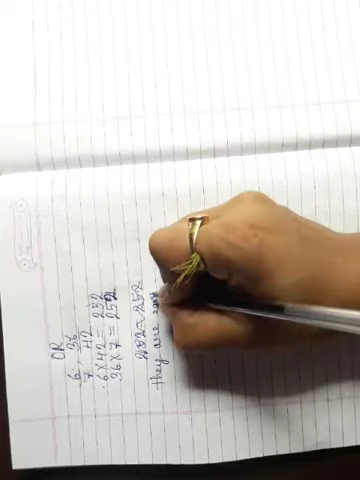 OR
6 36
7 42
6 x 42 = 252
36 x 7 = 252
252 = 252
they are